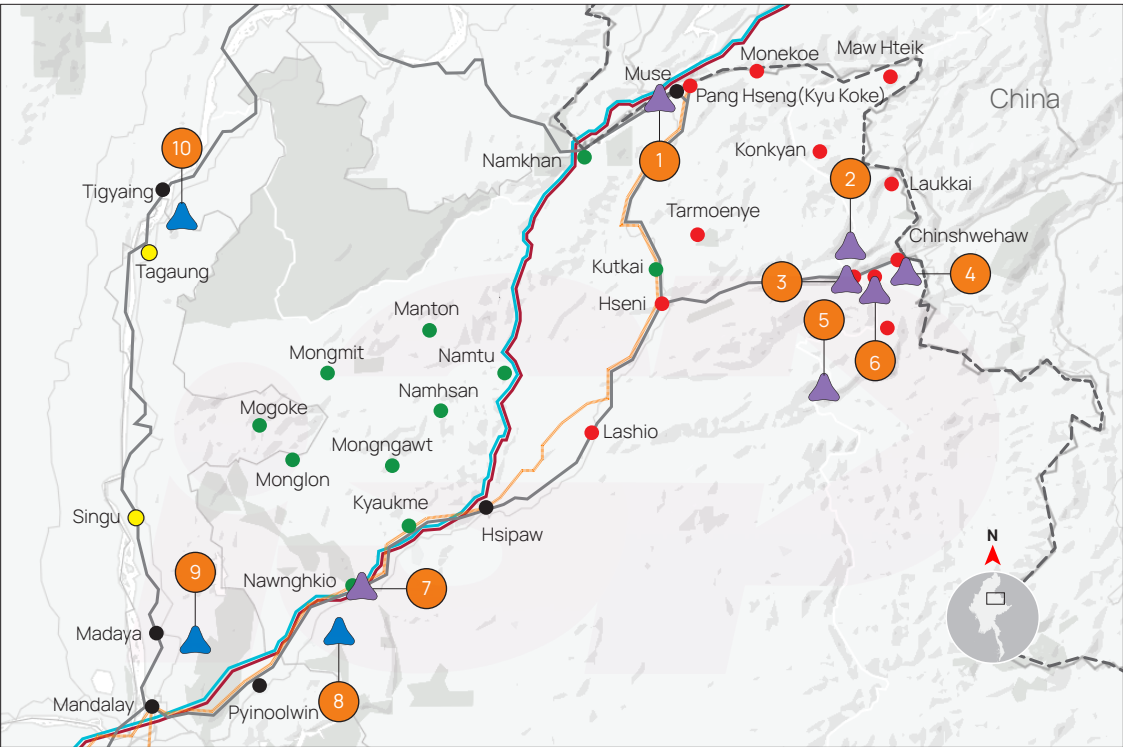 Monekoe
Maw Hteik
Muse
Pang Hseng(Kyu Koke)
China
10
Namkhan
1
Konkyan
2
Laukkai
Tigyaing
Tarmoenye
Chinshwehaw
Tagaung
Kutkai
3
4
Hseni
Manton
5
Mongmit
Namtu
6
Namhsan
Mogoke
Lashio
Mongngawt
Monglon
Kyaukme
Singu
Hsipaw
N
9
Nawnghkio
7
Madaya
8
Mandalay
Pyinoolwin